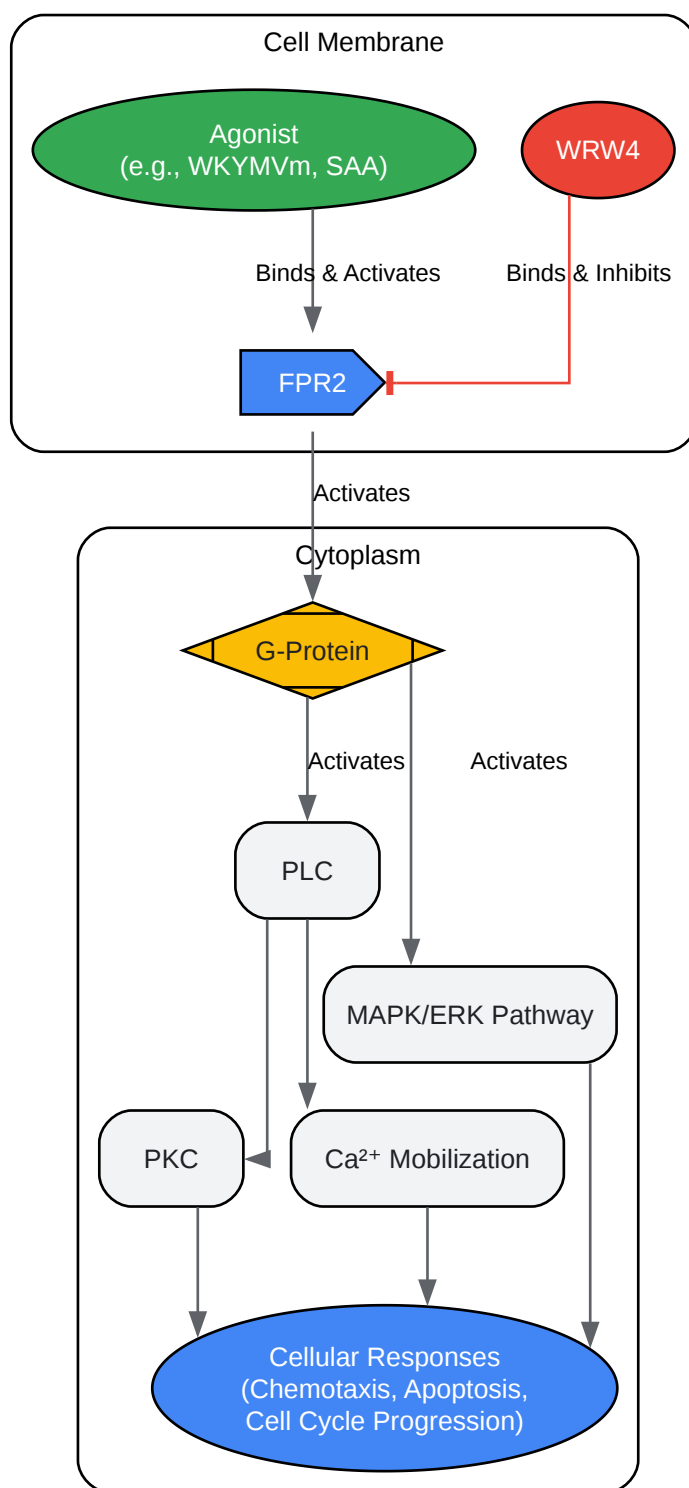 Cell Membrane
Agonist
(e.g., WKYMVm, SAA)
WRW4
Binds & Activates
Binds & Inhibits
FPR2
Activates
Cytoplasm
G-Protein
Activates
Activates
PLC
MAPK/ERK Pathway
PKC
Ca²⁺ Mobilization
Cellular Responses
(Chemotaxis, Apoptosis,
Cell Cycle Progression)